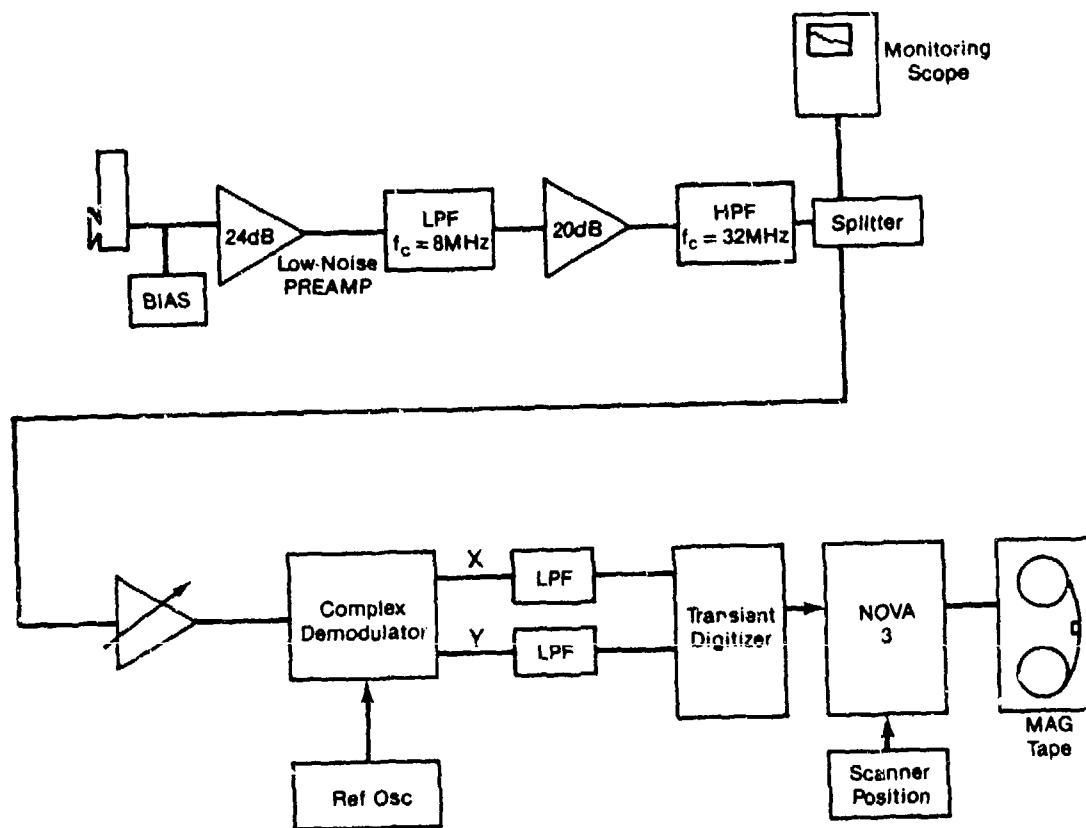 Monitoring
Scope
24dB
LPF
fc = 8MHz
20dB
HPF
fc = 32MHz
Splitter
Low-Noise
PREAMP
BIAS
X
Y
LPF
LPF
Complex
Demodulator
Transient
Digitizer
NOVA
3
MAG
Tape
Ref Osc
Scanner
Position